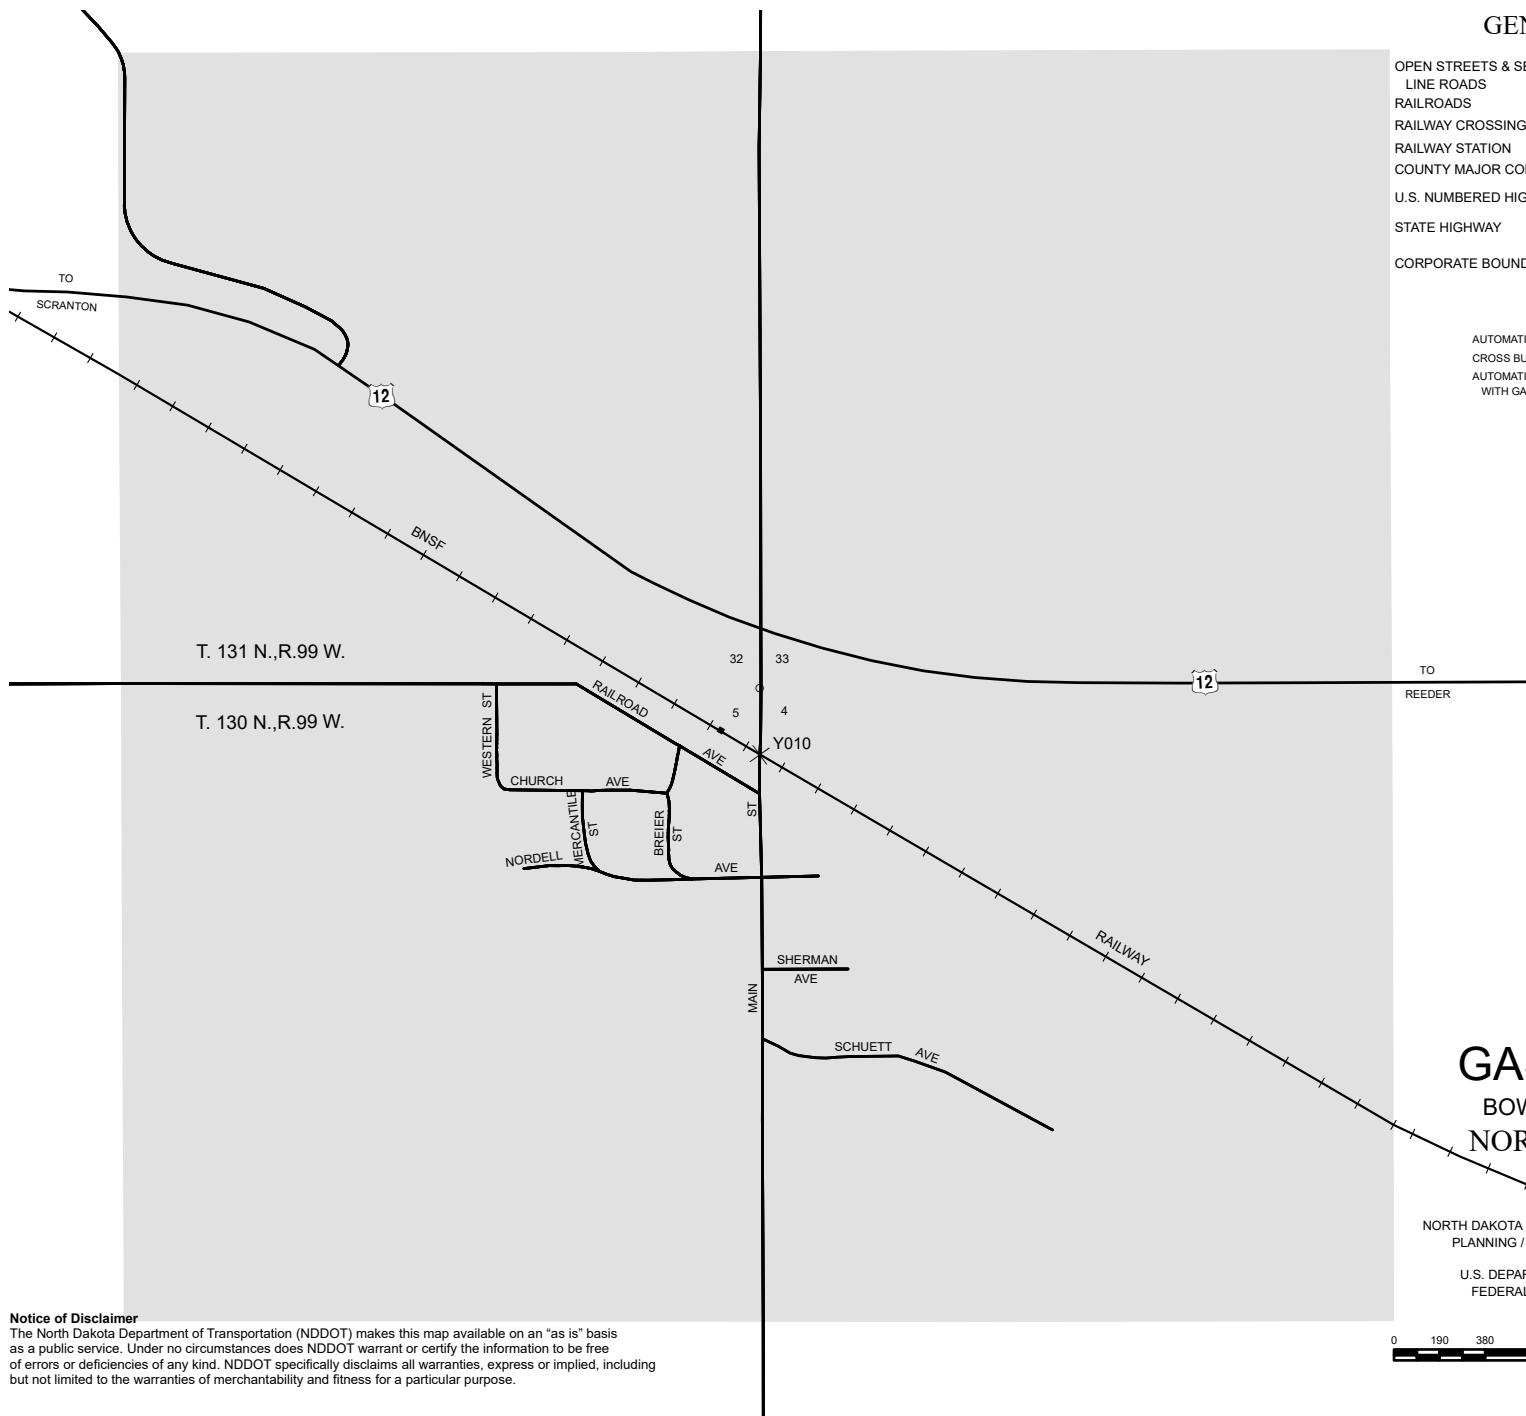 GEN
OPEN STREETS & SE
LINE ROADS
RAILROADS
RAILWAY CROSSING
RAILWAY STATION
COUNTY MAJOR CO
U.S. NUMBERED HIG
STATE HIGHWAY
CORPORATE BOUND
TO
SCRANTON
AUTOMATI
CROSS BU
AUTOMATI
WITH GA
12
BNSF
T. 131 N.,R.99 W.
32 33
TO
12
REEDER
RAILROAD
WESTERN ST
5 4
T. 130 N.,R.99 W.
Y010
AVE
CHURCH AVE
MERCANTILE
ST
BREIER
ST
ST
NORDELL AVE
RAILWAY
SHERMAN
AVE
MAIN
SCHUETT AVE
GA
BOW
NOR
NORTH DAKOTA
PLANNING /
U.S. DEPAR
FEDERAL
Notice of Disclaimer
The North Dakota Department of Transportation (NDDOT) makes this map available on an “as is” basis
as a public service. Under no circumstances does NDDOT warrant or certify the information to be free
of errors or deficiencies of any kind. NDDOT specifically disclaims all warranties, express or implied, including
but not limited to the warranties of merchantability and fitness for a particular purpose.
0 190 380